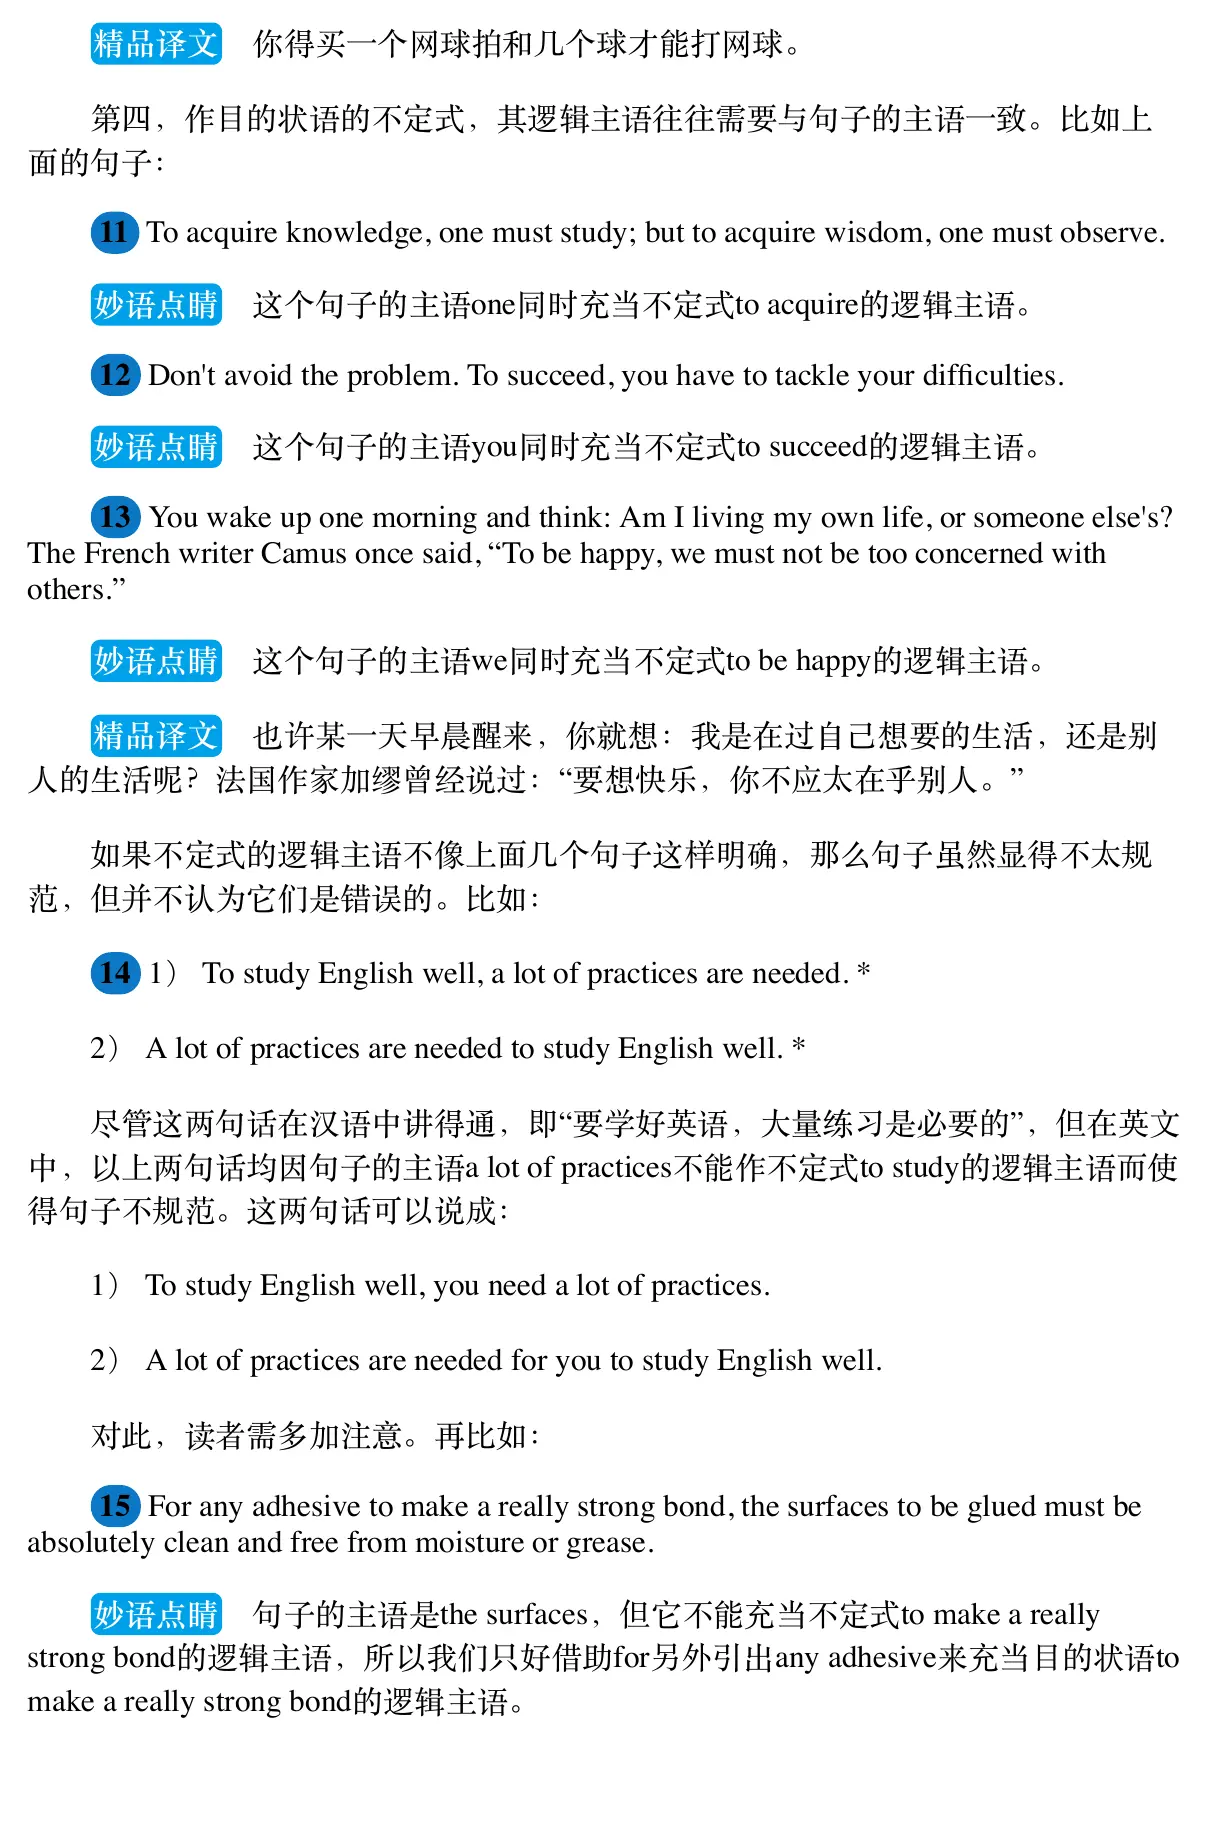 精品译文 你得买一个网球拍和几个球才能打网球。
第四，作目的状语的不定式，其逻辑主语往往需要与句子的主语一致。比如上
面的句子：
11 To acquire knowledge, one must study; but to acquire wisdom, one must observe.
妙语点睛 这个句子的主语one同时充当不定式to acquire的逻辑主语。
12 Don't avoid the problem. To succeed, you have to tackle your difficulties.
妙语点睛 这个句子的主语you同时充当不定式to succeed的逻辑主语。
13 You wake up one morning and think: Am I living my own life, or someone else's?
The French writer Camus once said, “To be happy, we must not be too concerned with
others.”
妙语点睛 这个句子的主语we同时充当不定式to be happy的逻辑主语。
精品译文 也许某一天早晨醒来，你就想：我是在过自己想要的生活，还是别
人的生活呢？法国作家加缪曾经说过：“要想快乐，你不应太在乎别人。”
如果不定式的逻辑主语不像上面几个句子这样明确，那么句子虽然显得不太规
范，但并不认为它们是错误的。比如：
14 1） To study English well, a lot of practices are needed. *
2） A lot of practices are needed to study English well. *
尽管这两句话在汉语中讲得通，即“要学好英语，大量练习是必要的”，但在英文
中，以上两句话均因句子的主语a lot of practices不能作不定式to study的逻辑主语而使
得句子不规范。这两句话可以说成：
1） To study English well, you need a lot of practices.
2） A lot of practices are needed for you to study English well.
对此，读者需多加注意。再比如：
15 For any adhesive to make a really strong bond, the surfaces to be glued must be
absolutely clean and free from moisture or grease.
妙语点睛 句子的主语是the surfaces，但它不能充当不定式to make a really
strong bond的逻辑主语，所以我们只好借助for另外引出any adhesive来充当目的状语to
make a really strong bond的逻辑主语。